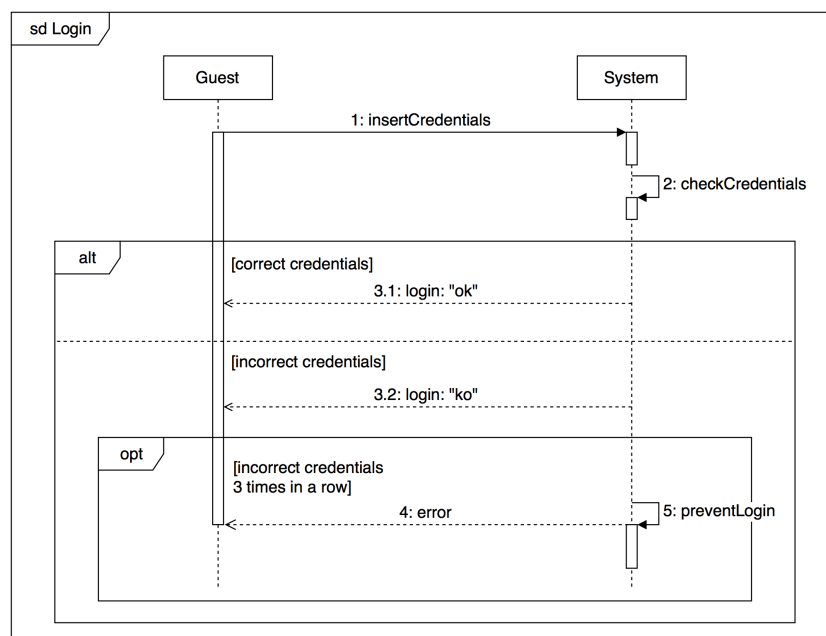 sd Login
Guest
System
1: insertCredentials
2: checkCredentials
alt
[correct credentials]
3.1: login: "ok"
[incorrect credentials]
3.2: login: "ko"
opt
[incorrect credentials
3 times in a row]
4: error
5: preventLogin